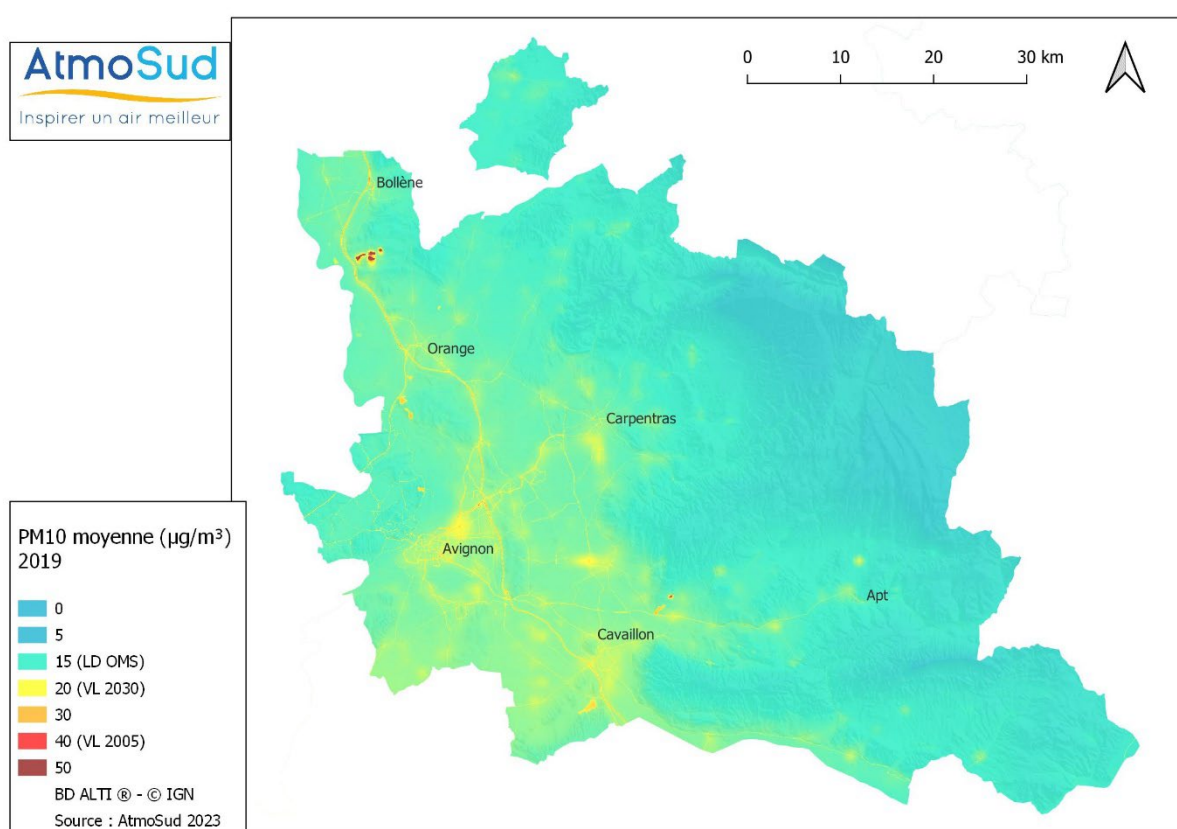 AtmoSud
Inspirer un air meilleur
0 10 20 30 km
Bollène
Orange
Carpentras
Avignon
Apt
Cavaillon
PM10 moyenne (µg/m³)
2019
0
5
15 (LD OMS)
20 (VL 2030)
30
40 (VL 2005)
50
BD ALTI ® - © IGN
Source : AtmoSud 2023